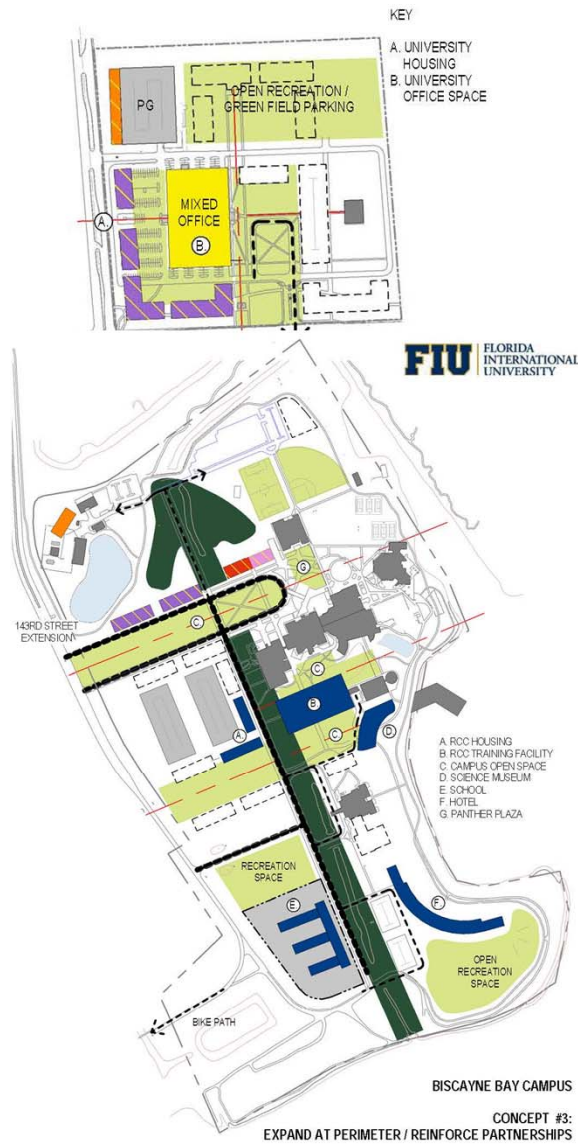 KEY
A. UNIVERSITY
HOUSING
B. UNIVERSITY
OFFICE SPACE
PG
OPEN RECREATION /
GREEN FIELD PARKING
MIXED
OFFICE
A.
B.
FIU FLORIDA
INTERNATIONAL
UNIVERSITY
G
143RD STREET
EXTENSION
C
C
B
A
C
D
A. RCC HOUSING
B. RCC TRAINING FACILITY
C. CAMPUS OPEN SPACE
D. SCIENCE MUSEUM
E. SCHOOL
F. HOTEL
G. PANTHER PLAZA
RECREATION
SPACE
E
F
OPEN
RECREATION
SPACE
BIKE PATH
BISCAYNE BAY CAMPUS
CONCEPT #3:
EXPAND AT PERIMETER / REINFORCE PARTNERSHIPS